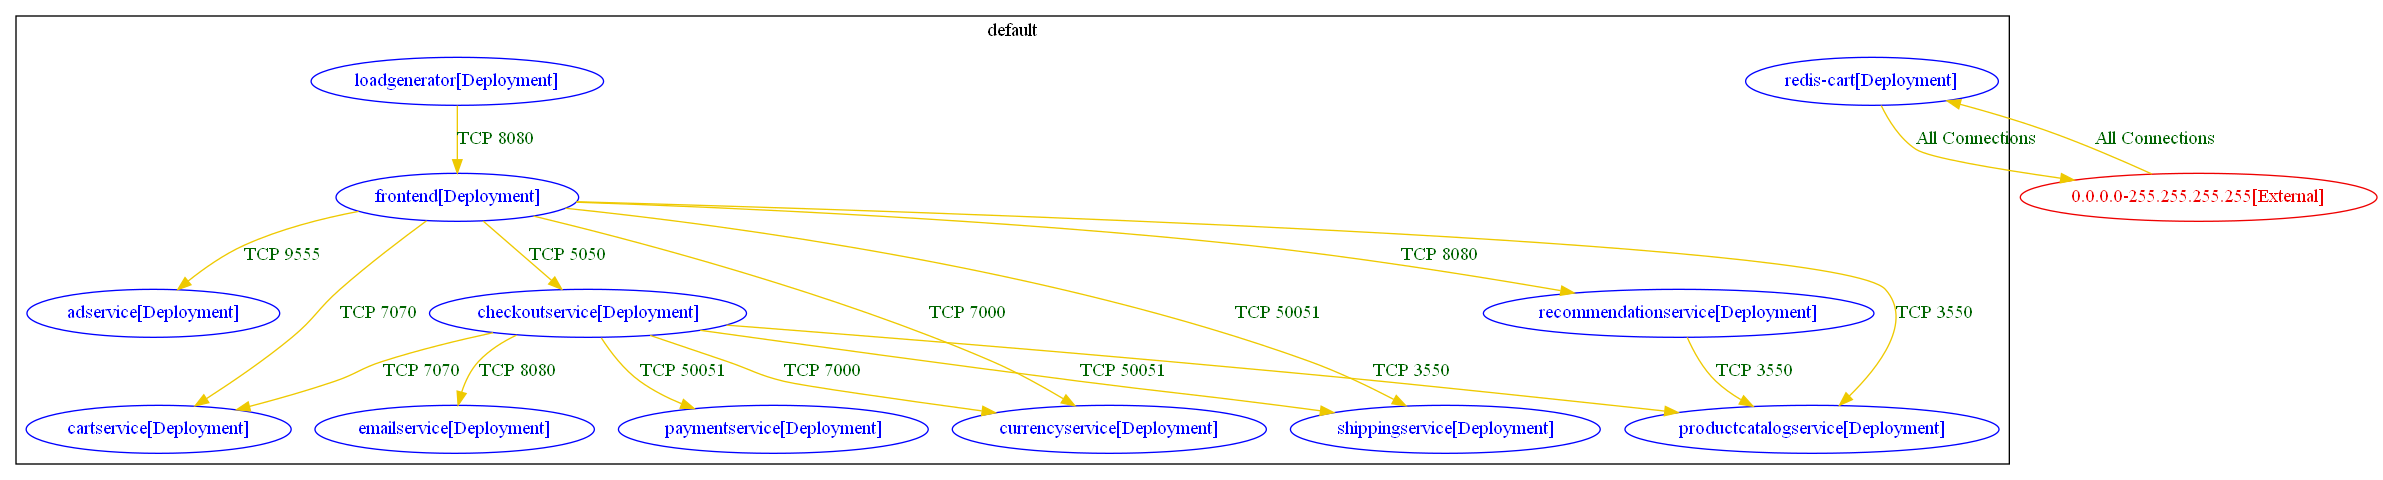 default
loadgenerator[Deployment]
redis-cart[Deployment]
TCP 8080
All Connections
All Connections
frontend[Deployment]
0.0.0.0-255.255.255.255[External]
TCP 9555
TCP 5050
TCP 8080
adservice[Deployment]
TCP 7070
checkoutservice[Deployment]
TCP 7000
TCP 50051
recommendationservice[Deployment]
TCP 3550
TCP 7070
TCP 8080
TCP 50051
TCP 7000
TCP 50051
TCP 3550
TCP 3550
cartservice[Deployment]
emailservice[Deployment]
paymentservice[Deployment]
currencyservice[Deployment]
shippingservice[Deployment]
productcatalogservice[Deployment]